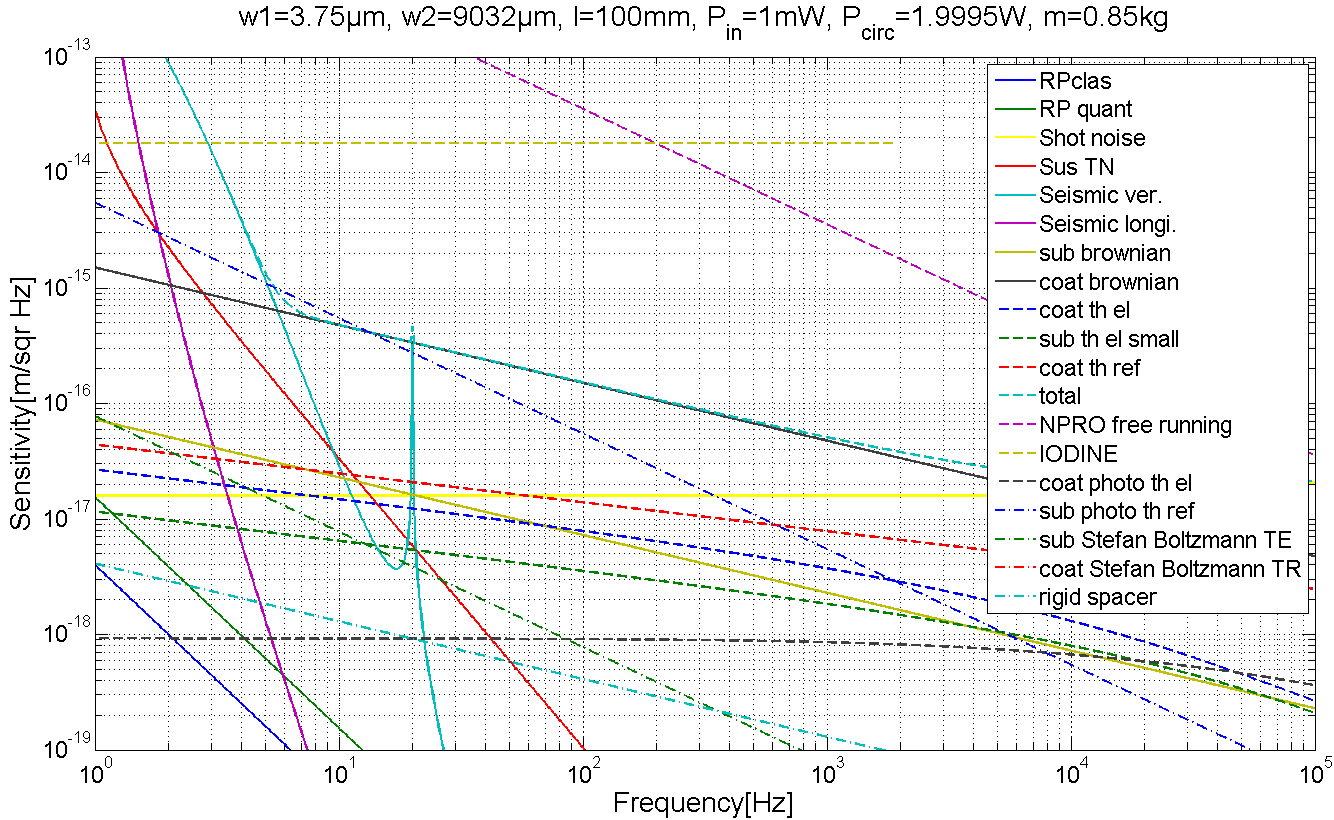 w1=3.75μm, w2=9032μm, l=100mm, P_in=1mW, P_circ=1.9995W, m=0.85kg
10^-13
10^-14
10^-15
10^-16
10^-17
10^-18
10^-19
Sensitivity[m/sqr Hz]
RPclas
RP quant
Shot noise
Sus TN
Seismic ver.
Seismic longi.
sub brownian
coat brownian
coat th el
sub th el small
coat th ref
total
NPRO free running
IODINE
coat photo th el
sub photo th ref
sub Stefan Boltzmann TE
coat Stefan Boltzmann TR
rigid spacer
10^0 10^1 10^2 10^3 10^4 10^5
Frequency[Hz]